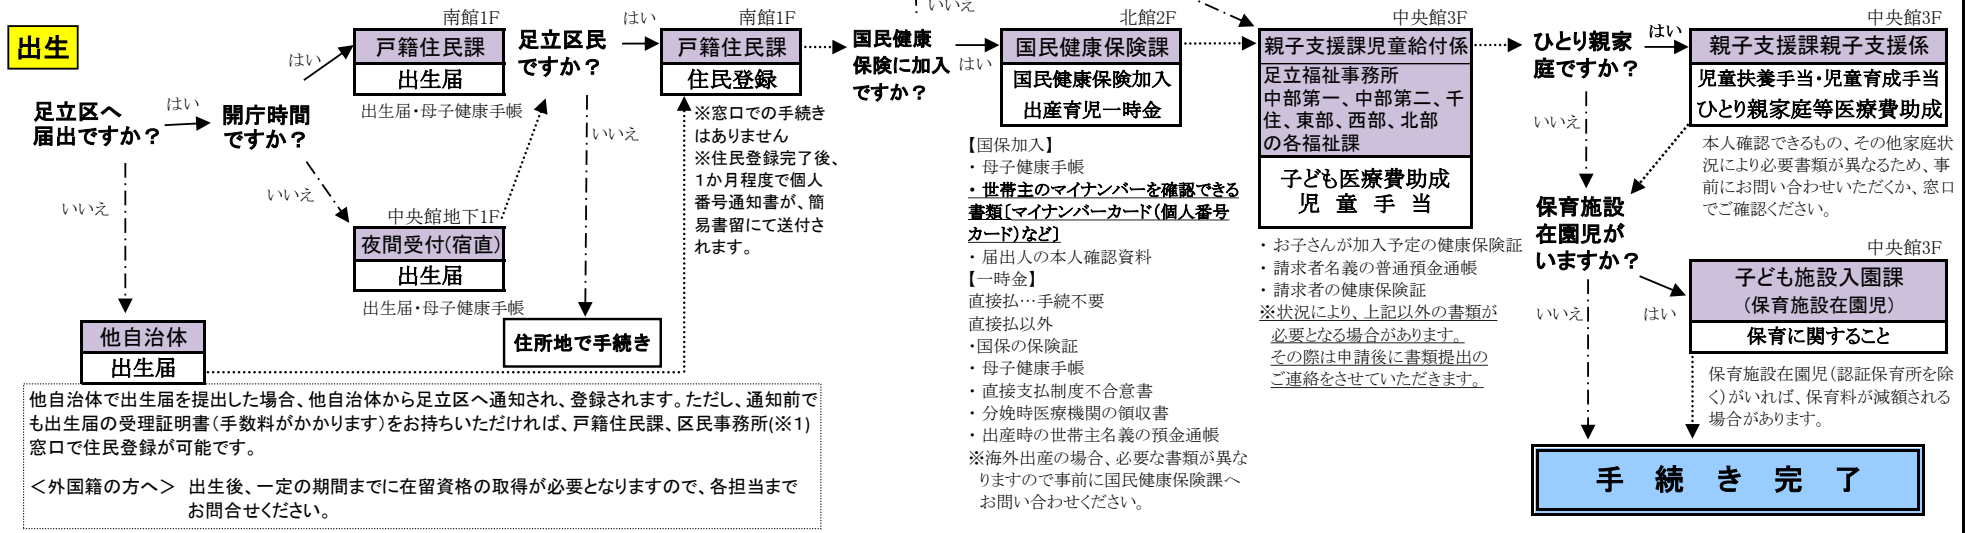 出生
足立区へ
届出ですか？
はい
いいえ
開庁時間
ですか？
はい
いいえ
南館1F
戸籍住民課
出生届
出生届・母子健康手帳
中央館地下1F
夜間受付(宿直)
出生届
出生届・母子健康手帳
他自治体
出生届
足立区民
ですか？
はい
いいえ
住所地で手続き
南館1F
戸籍住民課
住民登録
※窓口での手続き
はありません
※住民登録完了後、
１か月程度で個人
番号通知書が、簡
易書留にて送付さ
れます。
他自治体で出生届を提出した場合、他自治体から足立区へ通知され、登録されます。ただし、通知前で
も出生届の受理証明書（手数料がかかります）をお持ちいただければ、戸籍住民課、区民事務所(※1)
窓口で住民登録が可能です。
＜外国籍の方へ＞ 出生後、一定の期間までに在留資格の取得が必要となりますので、各担当まで
お問合せください。
国民健康
保険に加入
ですか？
いいえ
はい
北館2F
国民健康保険課
国民健康保険加入
出産育児一時金
【国保加入】
・母子健康手帳
・世帯主のマイナンバーを確認できる
書類〔マイナンバーカード（個人番号
カード）など〕
・届出人の本人確認資料
【一時金】
直接払…手続不要
直接払以外
・国保の保険証
・母子健康手帳
・直接支払制度不合意書
・分娩時医療機関の領収書
・出産時の世帯主名義の預金通帳
※海外出産の場合、必要な書類が異な
りますので事前に国民健康保険課へ
お問い合わせください。
中央館3F
親子支援課児童給付係
足立福祉事務所
中部第一、中部第二、千
住、東部、西部、北部
の各福祉課
子ども医療費助成
児 童 手 当
・お子さんが加入予定の健康保険証
・請求者名義の普通預金通帳
・請求者の健康保険証
※状況により、上記以外の書類が
必要となる場合があります。
その際は申請後に書類提出の
ご連絡をさせていただきます。
ひとり親家
庭ですか？
はい
いいえ
中央館3F
親子支援課親子支援係
児童扶養手当・児童育成手当
ひとり親家庭等医療費助成
本人確認できるもの、その他家庭状
況により必要書類が異なるため、事
前にお問い合わせいただくか、窓口
でご確認ください。
保育施設
在園児が
いますか？
いいえ
はい
中央館3F
子ども施設入園課
（保育施設在園児）
保育に関すること
保育施設在園児（認証保育所を除
く）がいれば、保育料が減額される
場合があります。
手 続 き 完 了